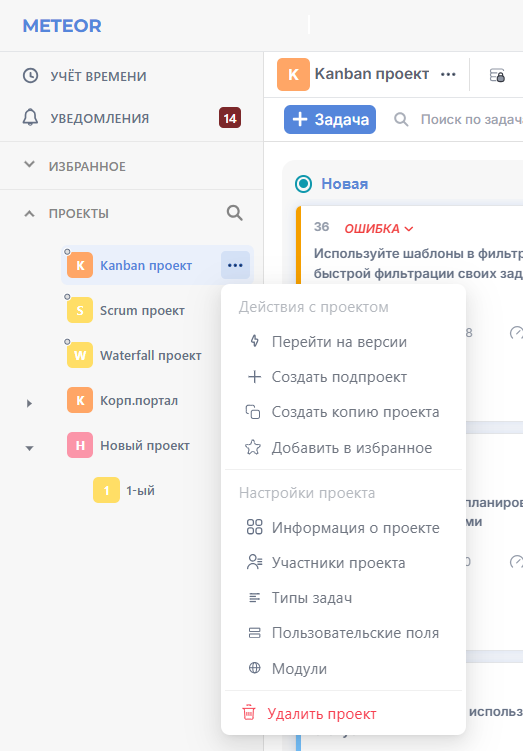 METEOR
УЧЁТ ВРЕМЕНИ
УВЕДОМЛЕНИЯ 14
ИЗБРАННОЕ
ПРОЕКТЫ
К Kanban проект
S Scrum проект
W Waterfall проект
К Корп.портал
Н Новый проект
1 1-ый
К Kanban проект
Задача
Поиск по задача
Новая
36 ОШИБКА
Используйте шаблоны в фильтр
быстрой фильтрации своих зад
8
Действия с проектом
Перейти на версии
Создать подпроект
Создать копию проекта
Добавить в избранное
Настройки проекта
Информация о проекте
Участники проекта
Типы задач
Пользовательские поля
Модули
Удалить проект
планиров
ми
0
использ